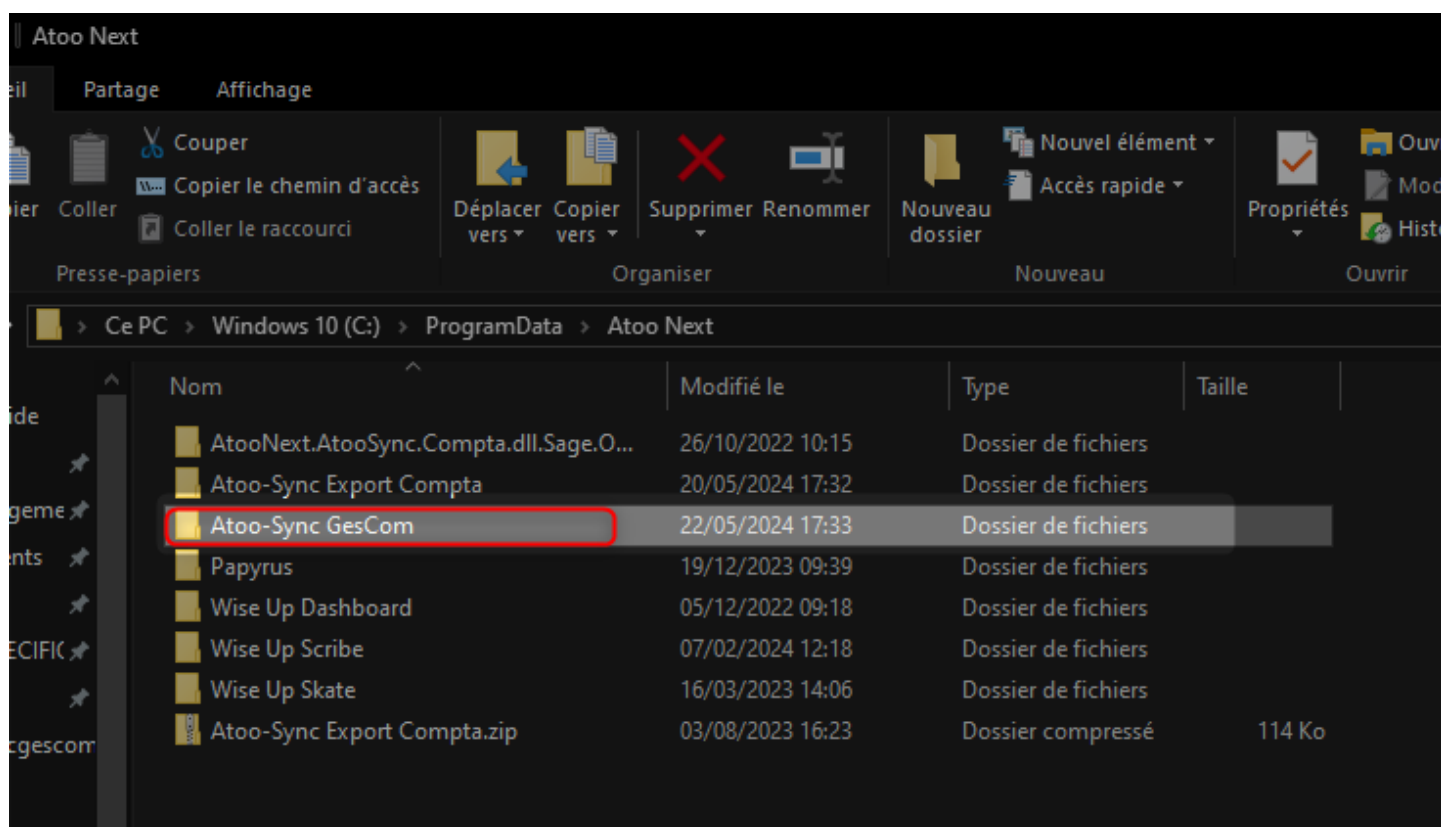 Atoo Next
Partage Affichage
Couper
Copier le chemin d'accès
Coller
Coller le raccourci
Presse-papiers
Déplacer vers
Copier vers
Supprimer
Renommer
Organiser
Nouveau dossier
Nouvel élément
Accès rapide
Nouveau
Propriétés
Ouvrir
Ce PC > Windows 10 (C:) > ProgramData > Atoo Next
Nom Modifié le Type Taille
AtooNext.AtooSync.Compta.dll.Sage.O... 26/10/2022 10:15 Dossier de fichiers
Atoo-Sync Export Compta 20/05/2024 17:32 Dossier de fichiers
Atoo-Sync GesCom 22/05/2024 17:33 Dossier de fichiers
Papyrus 19/12/2023 09:39 Dossier de fichiers
Wise Up Dashboard 05/12/2022 09:18 Dossier de fichiers
Wise Up Scribe 07/02/2024 12:18 Dossier de fichiers
Wise Up Skate 16/03/2023 14:06 Dossier de fichiers
Atoo-Sync Export Compta.zip 03/08/2023 16:23 Dossier compressé 114 Ko